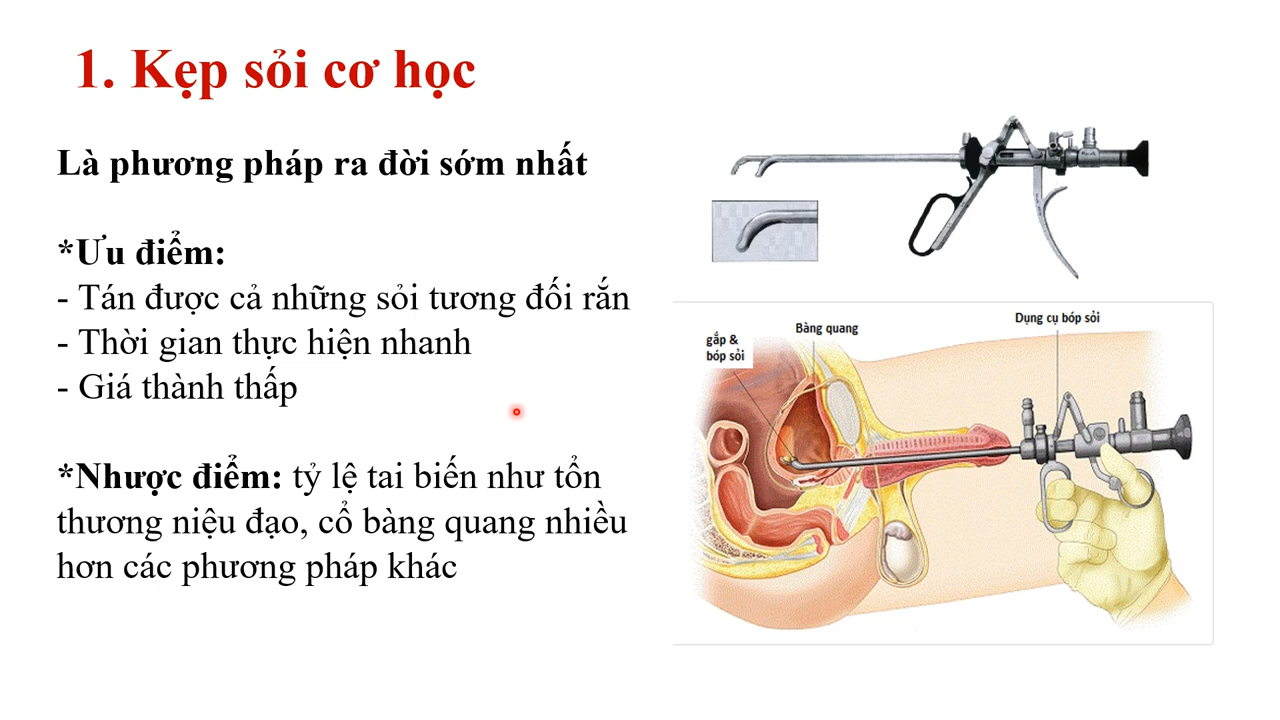 1. Kẹp sỏi cơ học
Là phương pháp ra đời sớm nhất
*Ưu điểm:
- Tán được cả những sỏi tương đối rắn
- Thời gian thực hiện nhanh
- Giá thành thấp
*Nhược điểm: tỷ lệ tai biến như tổn
thương niệu đạo, cổ bàng quang nhiều
hơn các phương pháp khác
gắp &
bóp sỏi
Bàng quang
Dụng cụ bóp sỏi